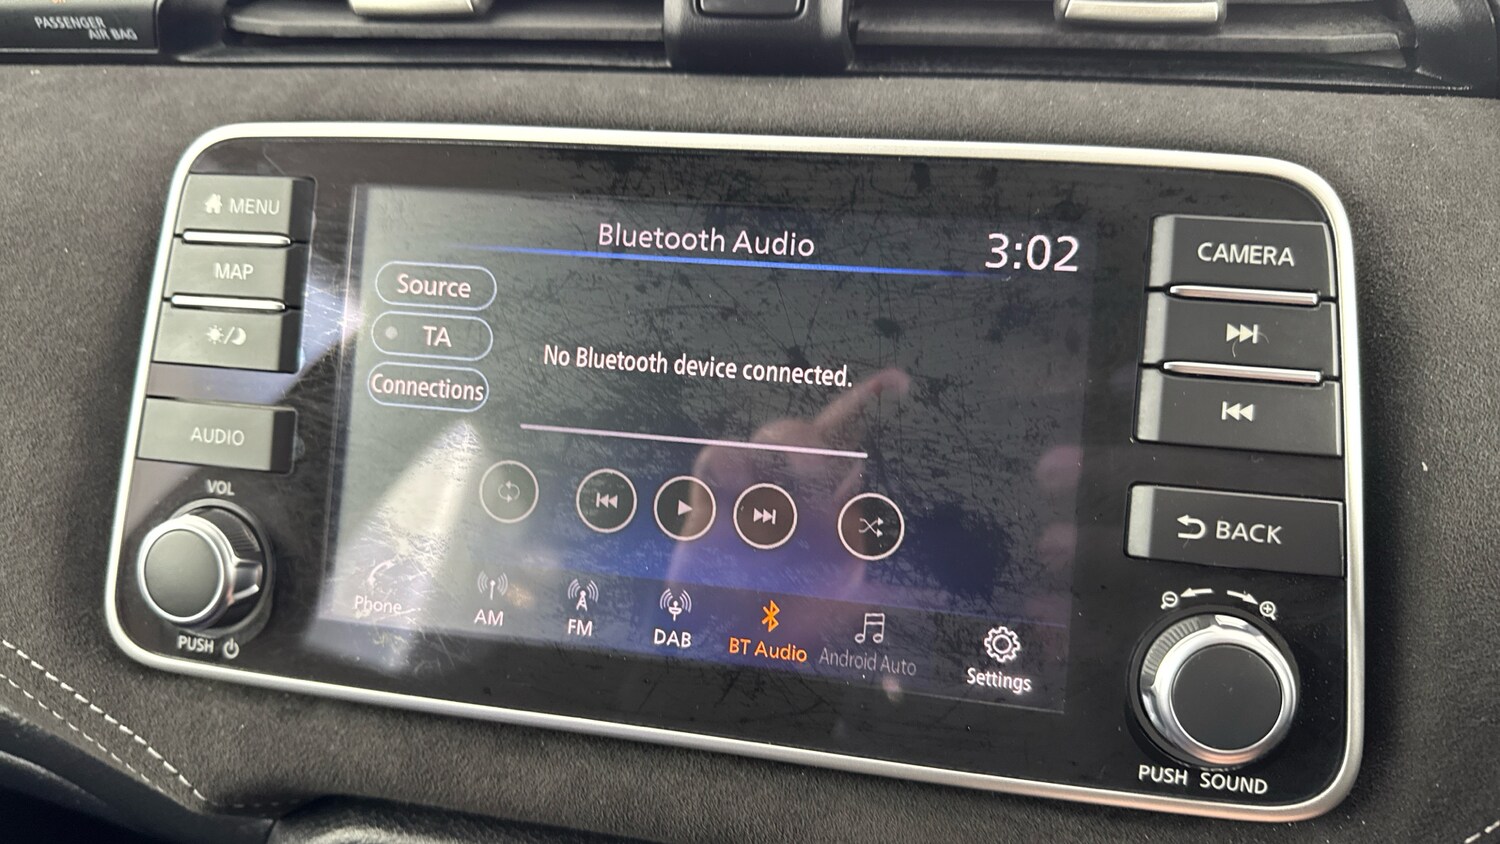 PASSENGER
AIR BAG
MENU
MAP
AUDIO
VOL
PUSH
Bluetooth Audio
3:02
Source
TA
Connections
No Bluetooth device connected.
Phone
AM
FM
DAB
BT Audio
Android Auto
Settings
CAMERA
BACK
PUSH SOUND